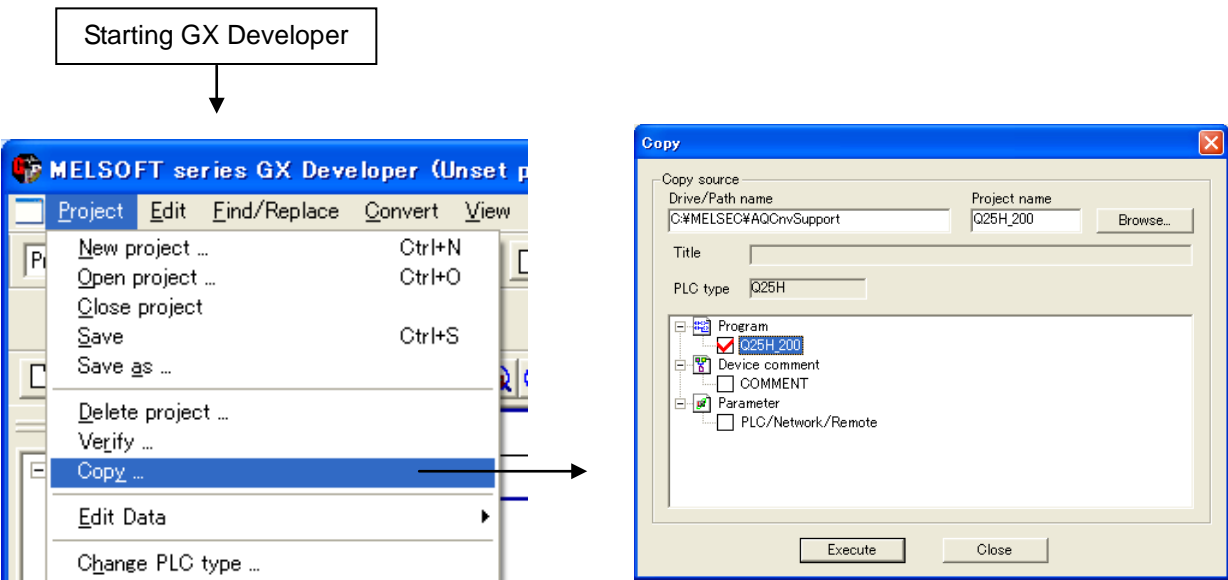 Starting GX Developer
MELSOFT series GX Developer (Unset p
Project Edit Find/Replace Convert View
New project ... Ctrl+N
Open project ... Ctrl+O
Close project
Save Ctrl+S
Save as ...
Delete project ...
Verify ...
Copy ...
Edit Data
Change PLC type ...
Copy
Copy source
Drive/Path name Project name
C:¥MELSEC¥AQCnvSupport Q25H_200 Browse...
Title
PLC type Q25H
Program
Q25H_200
Device comment
COMMENT
Parameter
PLC/Network/Remote
Execute Close